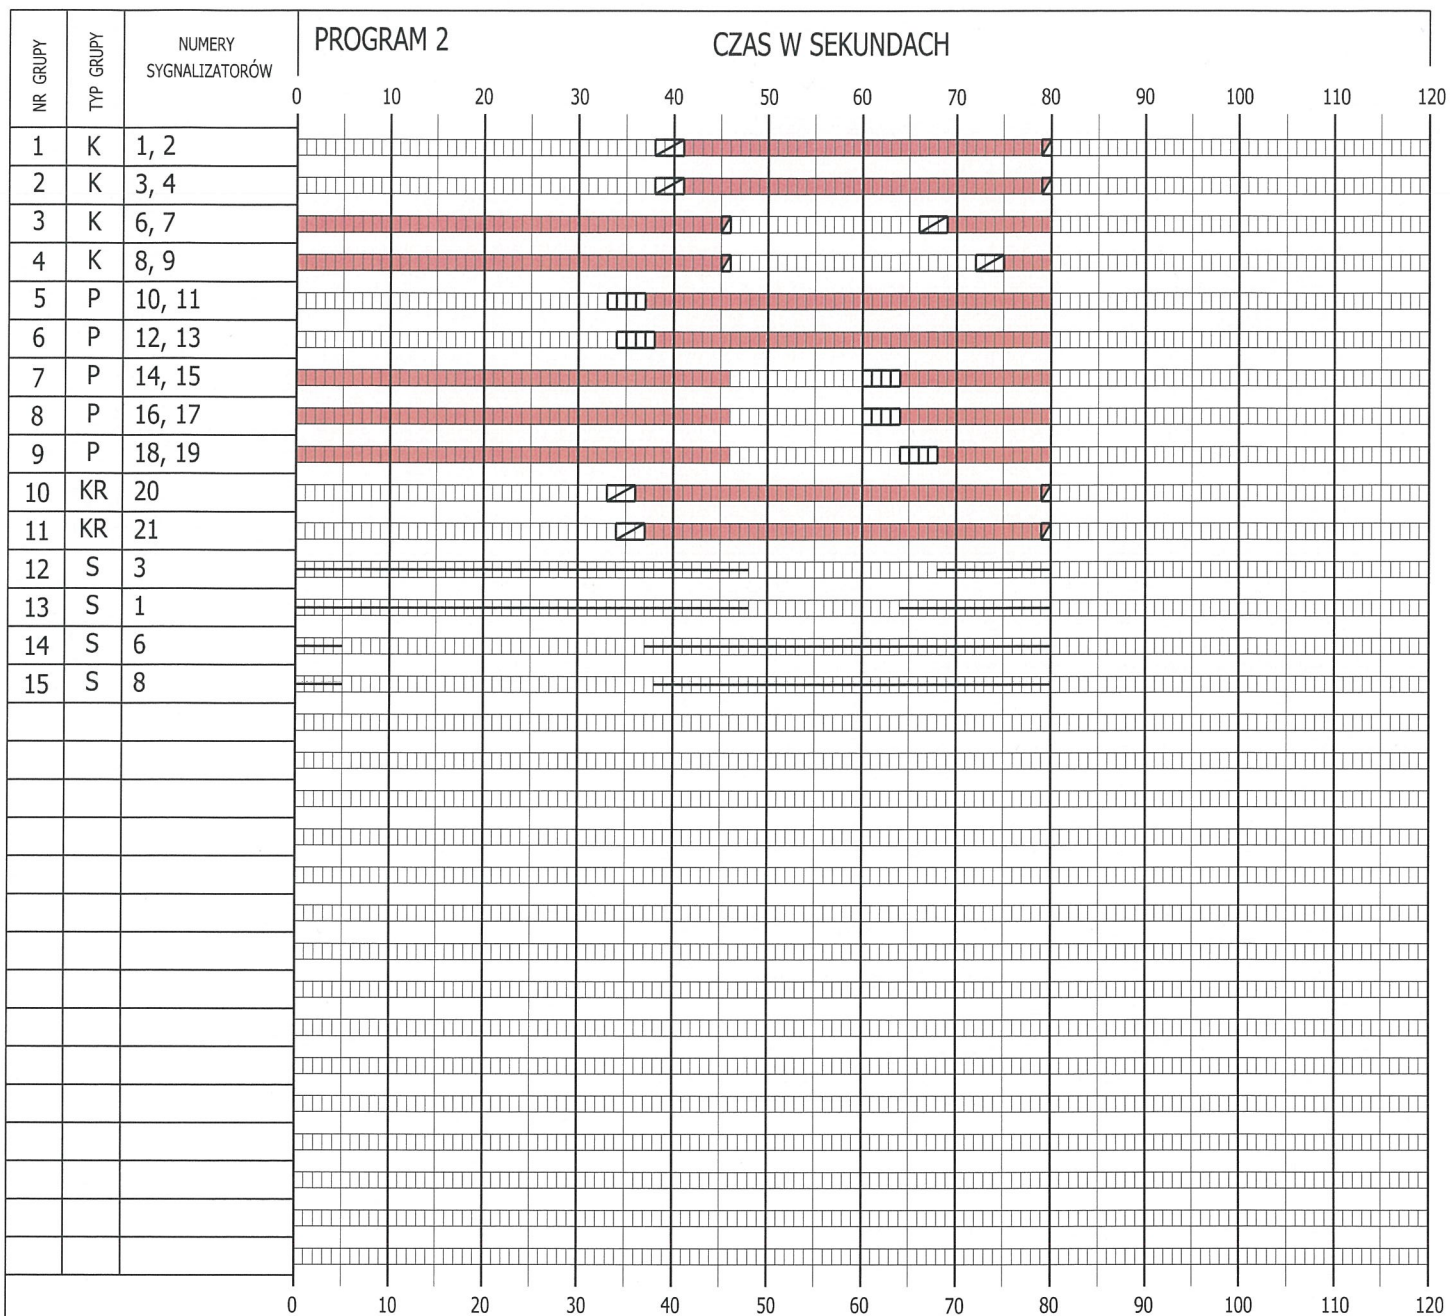 NR GRUPY
TYP GRUPY
NUMERY
SYGNALIZATORÓW
PROGRAM 2
CZAS W SEKUNDACH
0 10 20 30 40 50 60 70 80 90 100 110 120
1 K 1, 2
2 K 3, 4
3 K 6, 7
4 K 8, 9
5 P 10, 11
6 P 12, 13
7 P 14, 15
8 P 16, 17
9 P 18, 19
10 KR 20
11 KR 21
12 S 3
13 S 1
14 S 6
15 S 8
0 10 20 30 40 50 60 70 80 90 100 110 120